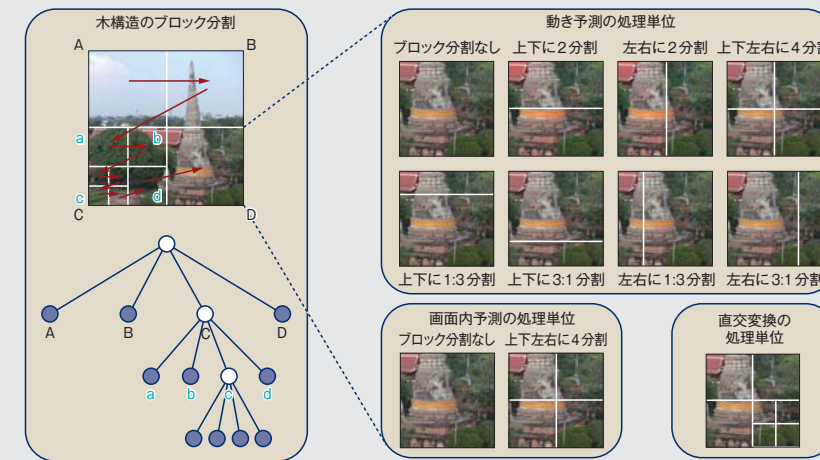 木構造のブロック分割
A
B
a
b
c
d
C
D
A
B
C
D
a
b
c
d
動き予測の処理単位
ブロック分割なし
上下に2分割
左右に2分割
上下左右に4分割
上下に1:3分割
上下に3:1分割
左右に1:3分割
左右に3:1分割
画面内予測の処理単位
ブロック分割なし
上下左右に4分割
直交変換の
処理単位